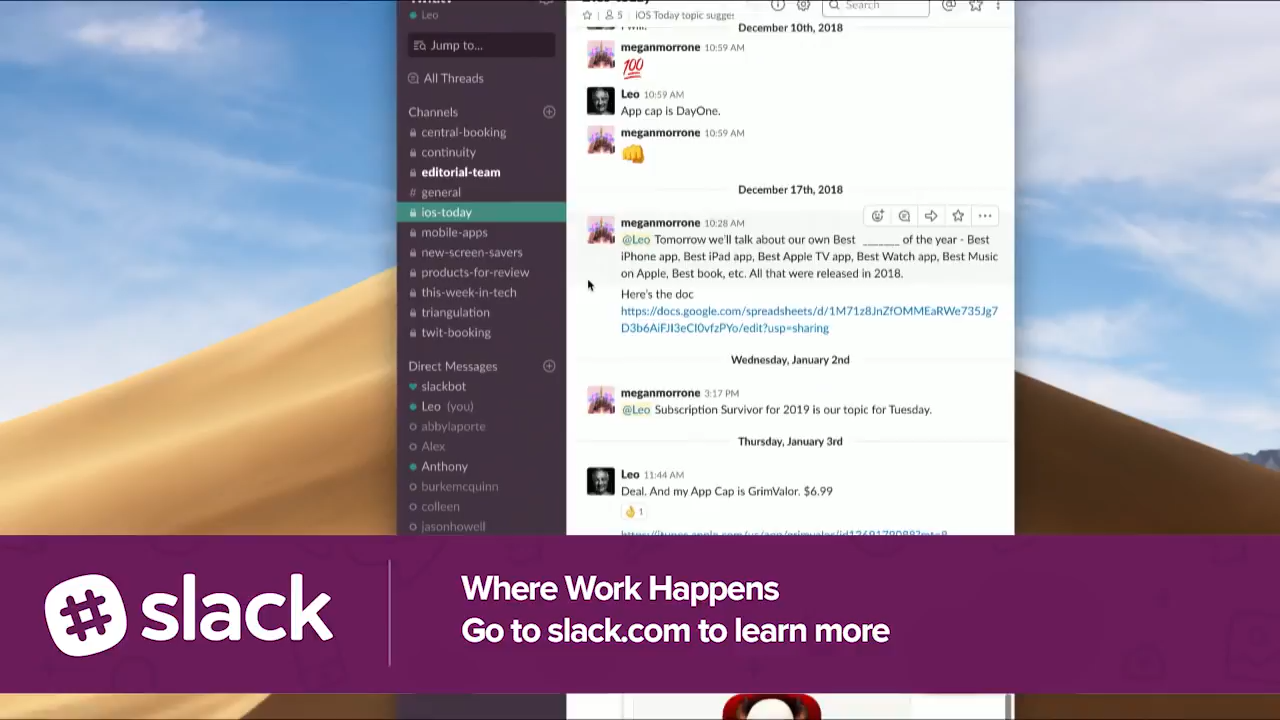 Leo
Jump to...
All Threads
Channels
central-booking
continuity
editorial-team
# general
ios-today
mobile-apps
new-screen-savers
products-for-review
this-week-in-tech
triangulation
twit-booking
Direct Messages
slackbot
Leo (you)
abbylaporte
Alex
Anthony
burkemcquinn
colleen
jasonhowell
5
Search
December 10th, 2018
meganmorrone 10:59 AM
100
Leo 10:59 AM
App cap is DayOne.
meganmorrone 10:59 AM
December 17th, 2018
meganmorrone 10:28 AM
@Leo Tomorrow we'll talk about our own Best _______ of the year - Best
iPhone app, Best iPad app, Best Apple TV app, Best Watch app, Best Music
on Apple, Best book, etc. All that were released in 2018.
Here's the doc
https://docs.google.com/spreadsheets/d/1M71z8JnZfOMMEaRWe735Jg7
D3b6AiFJI3eCI0vfzPYo/edit?usp=sharing
Wednesday, January 2nd
meganmorrone 3:17 PM
@Leo Subscription Survivor for 2019 is our topic for Tuesday.
Thursday, January 3rd
Leo 11:44 AM
Deal. And my App Cap is GrimValor. $6.99
1
slack
Where Work Happens
Go to slack.com to learn more